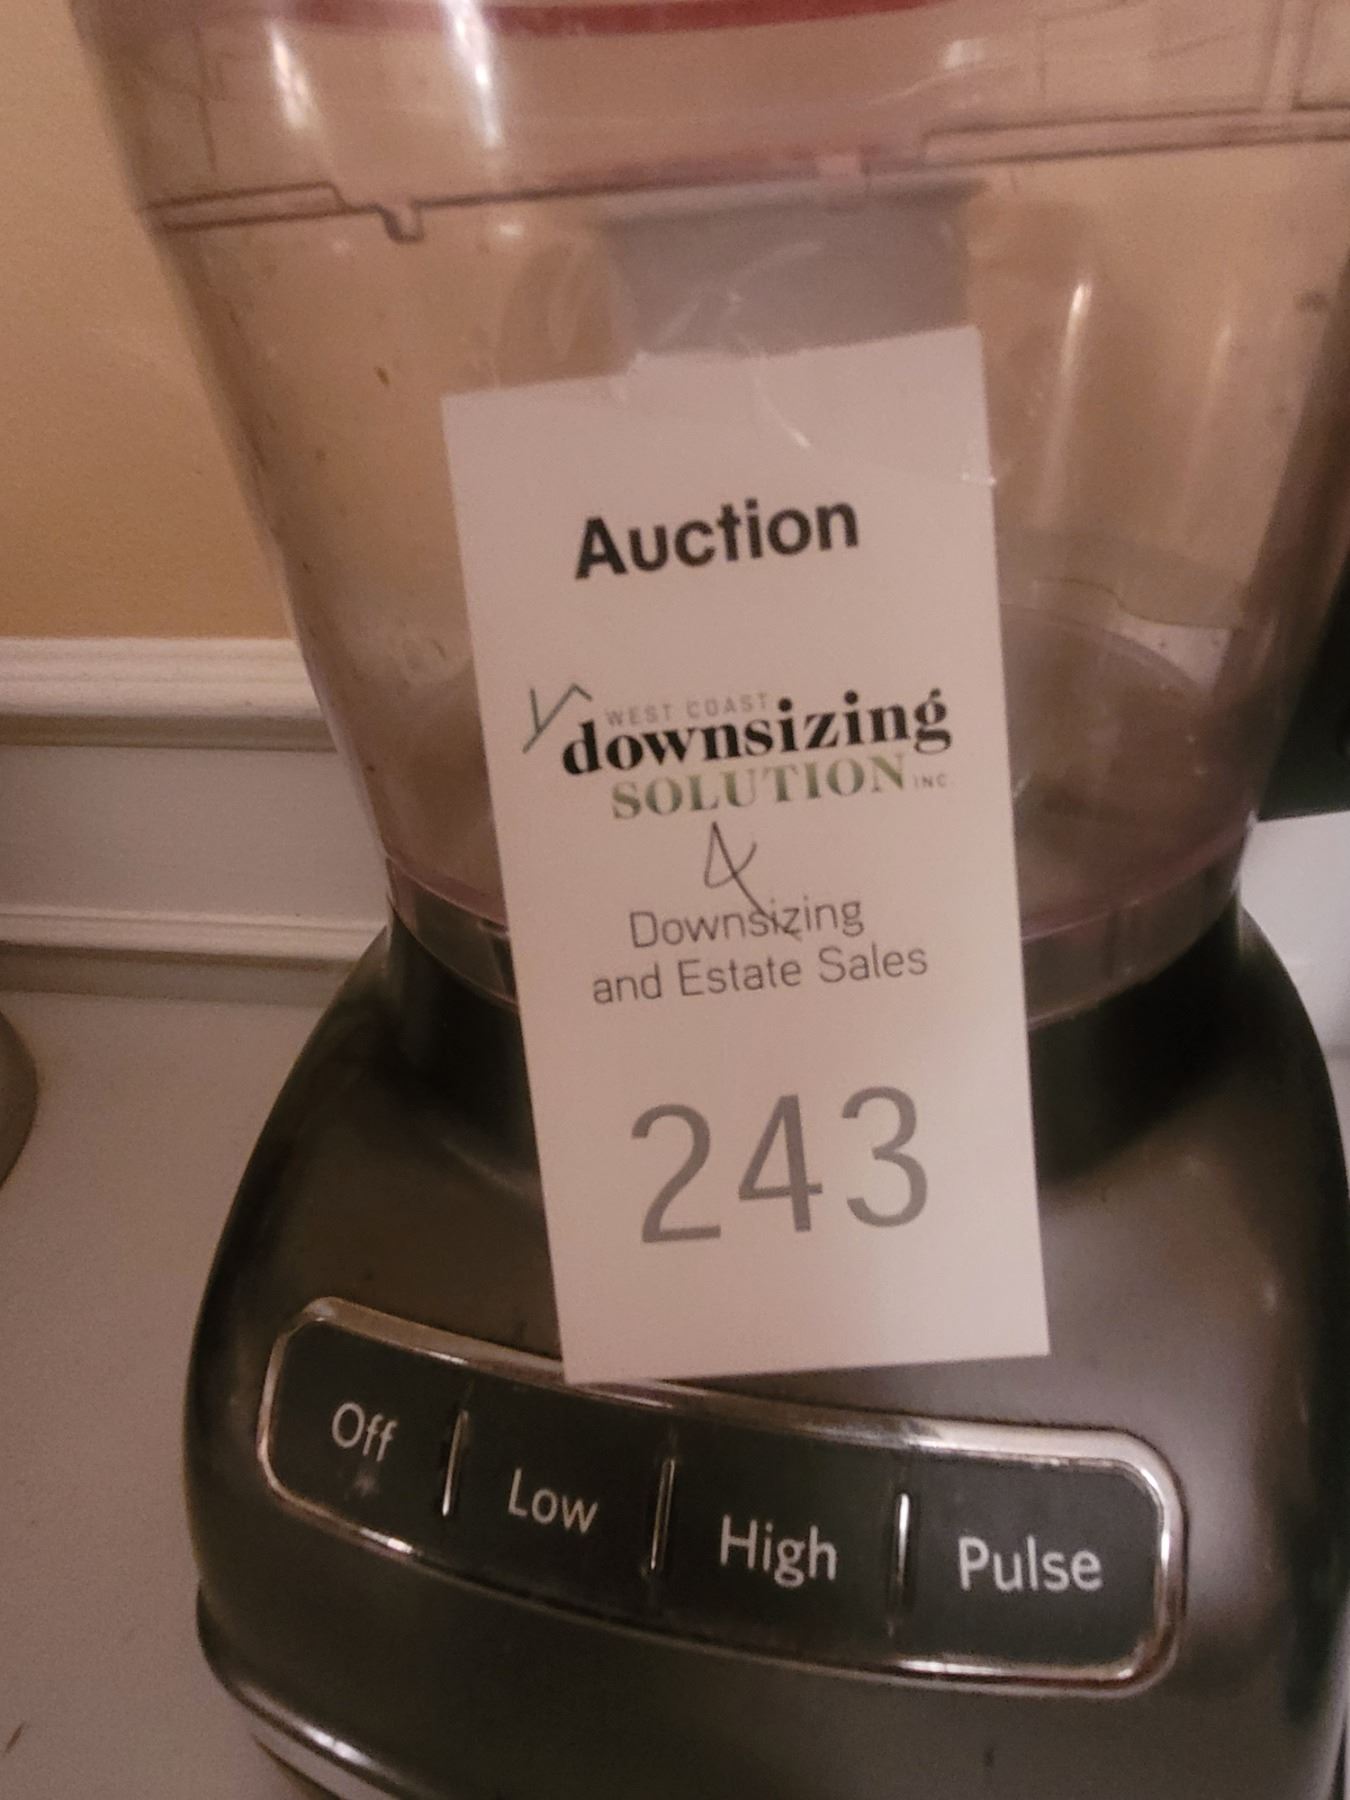 Auction
WEST COAST
downsizing
SOLUTION INC.
Downsizing
and Estate Sales
243
Off
Low
High
Pulse